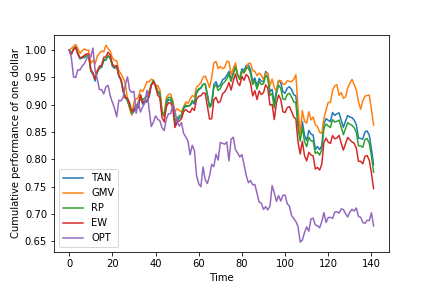 Cumulative performance of one dollar
1.00
0.95
0.90
0.85
0.80
0.75
0.70
0.65
TAN
GMV
RP
EW
OPT
0 20 40 60 80 100 120 140
Time